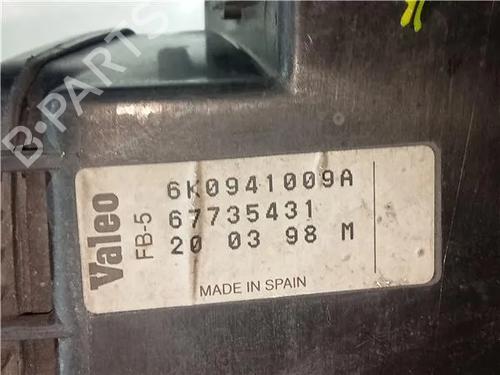 B-PARTS
Valeo
FB-5
6K0941009A
67735431
20 03 98 M
MADE IN SPAIN